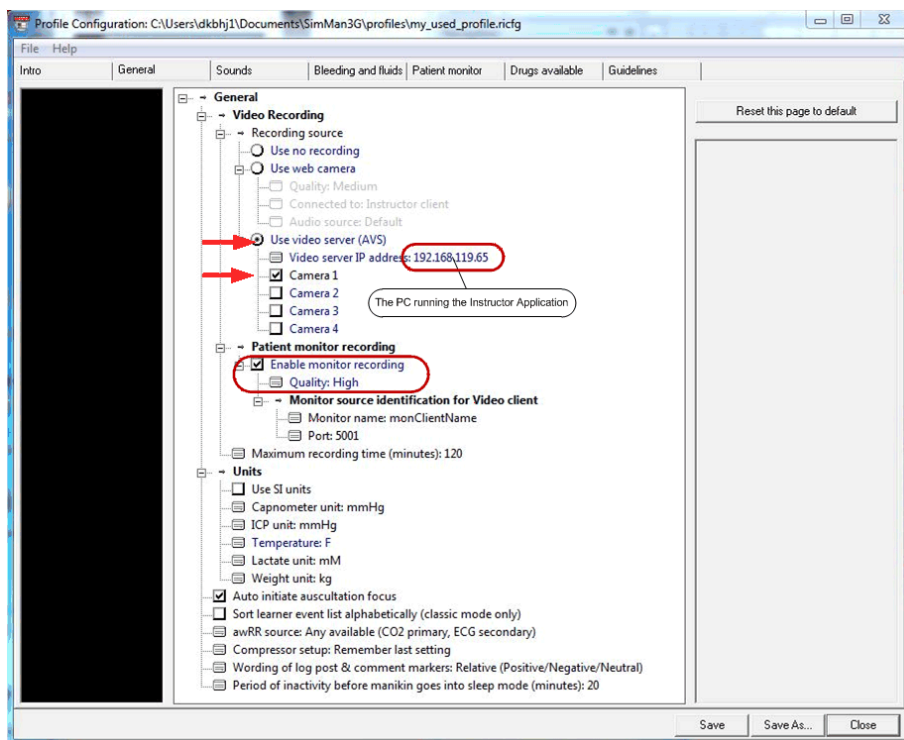 Profile Configuration: C:\Users\dkbhj1\Documents\SimMan3G\profiles\my_used_profile.ricfg
File Help
Intro General Sounds Bleeding and fluids Patient monitor Drugs available Guidelines
General
Reset this page to default
Video Recording
Recording source
Use no recording
Use web camera
Quality: Medium
Connected to: Instructor client
Audio source: Default
Use video server (AVS)
Video server IP address: 192.168.119.65
Camera 1
Camera 2
The PC running the Instructor Application
Camera 3
Camera 4
Patient monitor recording
Enable monitor recording
Quality: High
Monitor source identification for Video client
Monitor name: monClientName
Port: 5001
Maximum recording time (minutes): 120
Units
Use SI units
Capnometer unit: mmHg
ICP unit: mmHg
Temperature: F
Lactate unit: mM
Weight unit: kg
Auto initiate auscultation focus
Sort learner event list alphabetically (classic mode only)
awRR source: Any available (CO2 primary, ECG secondary)
Compressor setup: Remember last setting
Wording of log post & comment markers: Relative (Positive/Negative/Neutral)
Period of inactivity before manikin goes into sleep mode (minutes): 20
Save Save As... Close